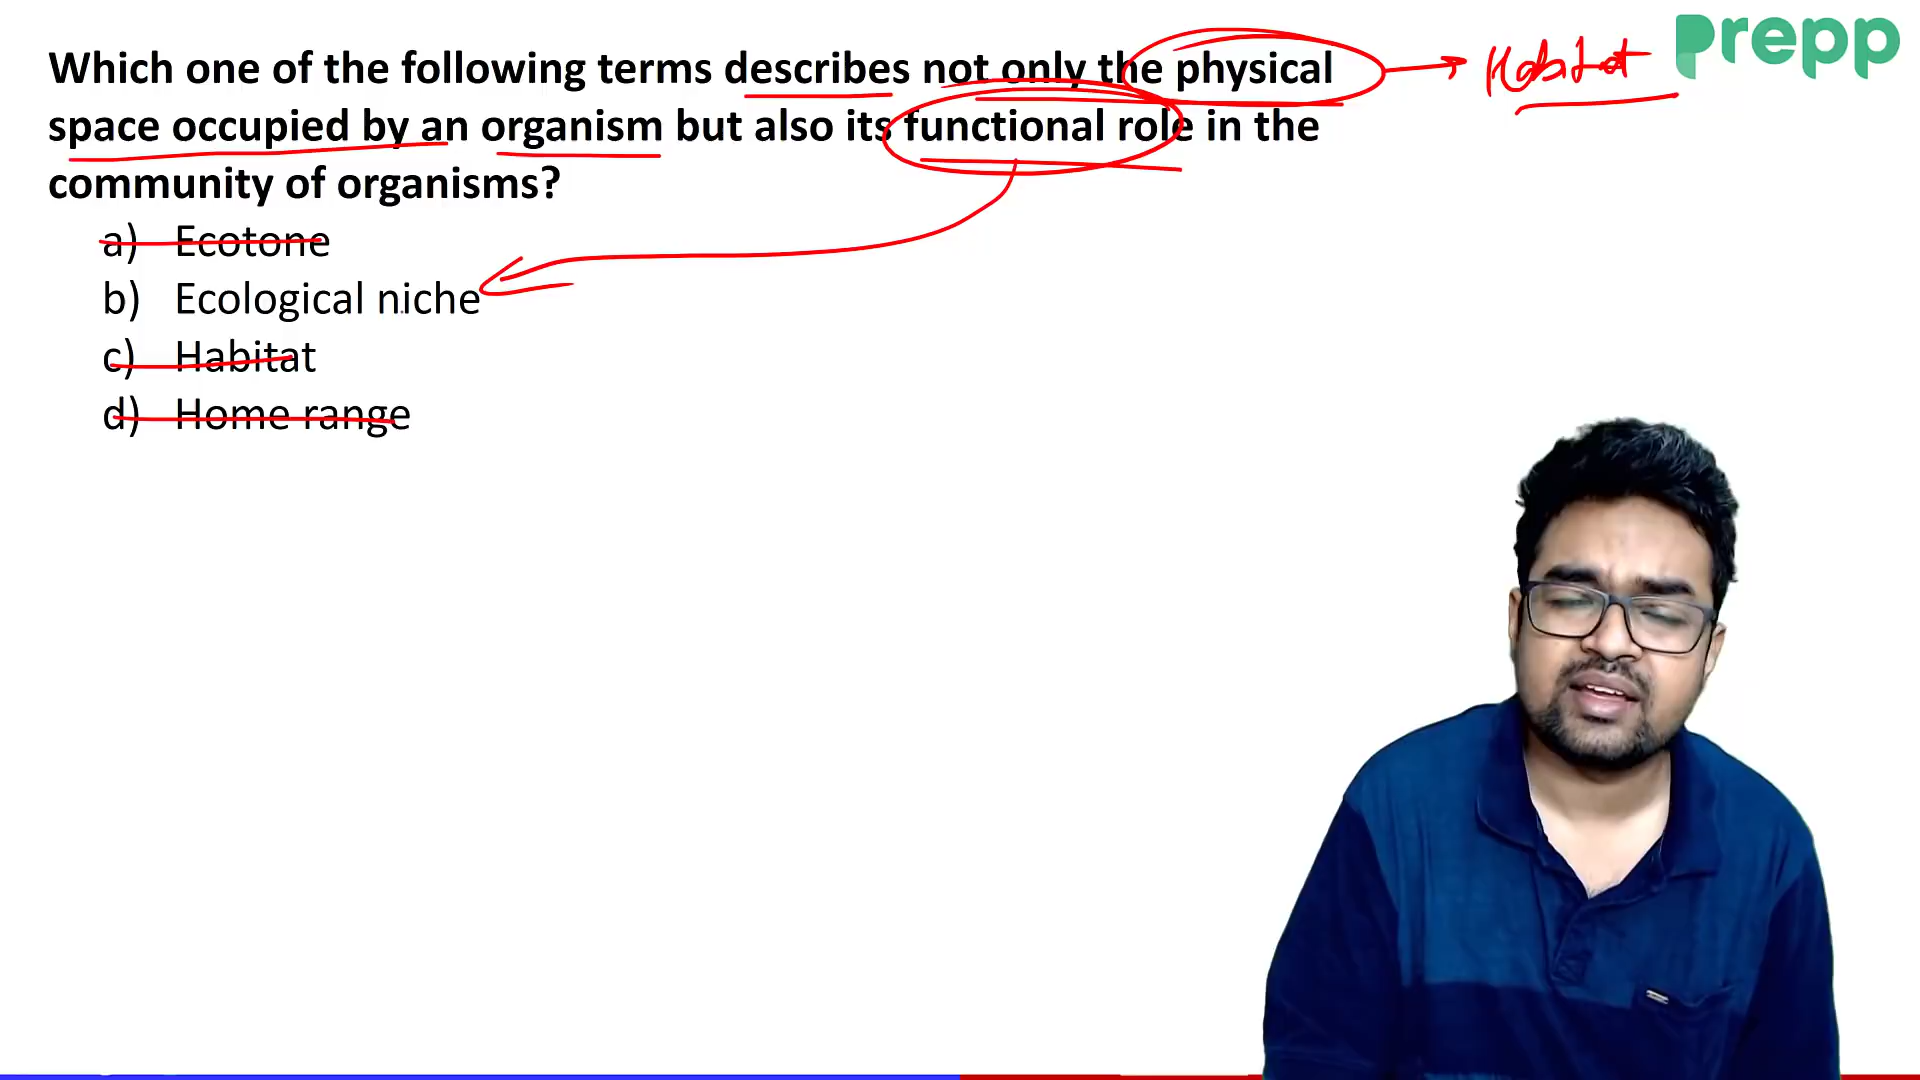 Which one of the following terms describes not only the physical
space occupied by an organism but also its functional role in the
community of organisms?
a) Ecotone
b) Ecological niche
c) Habitat
d) Home range
Habitat
prepp